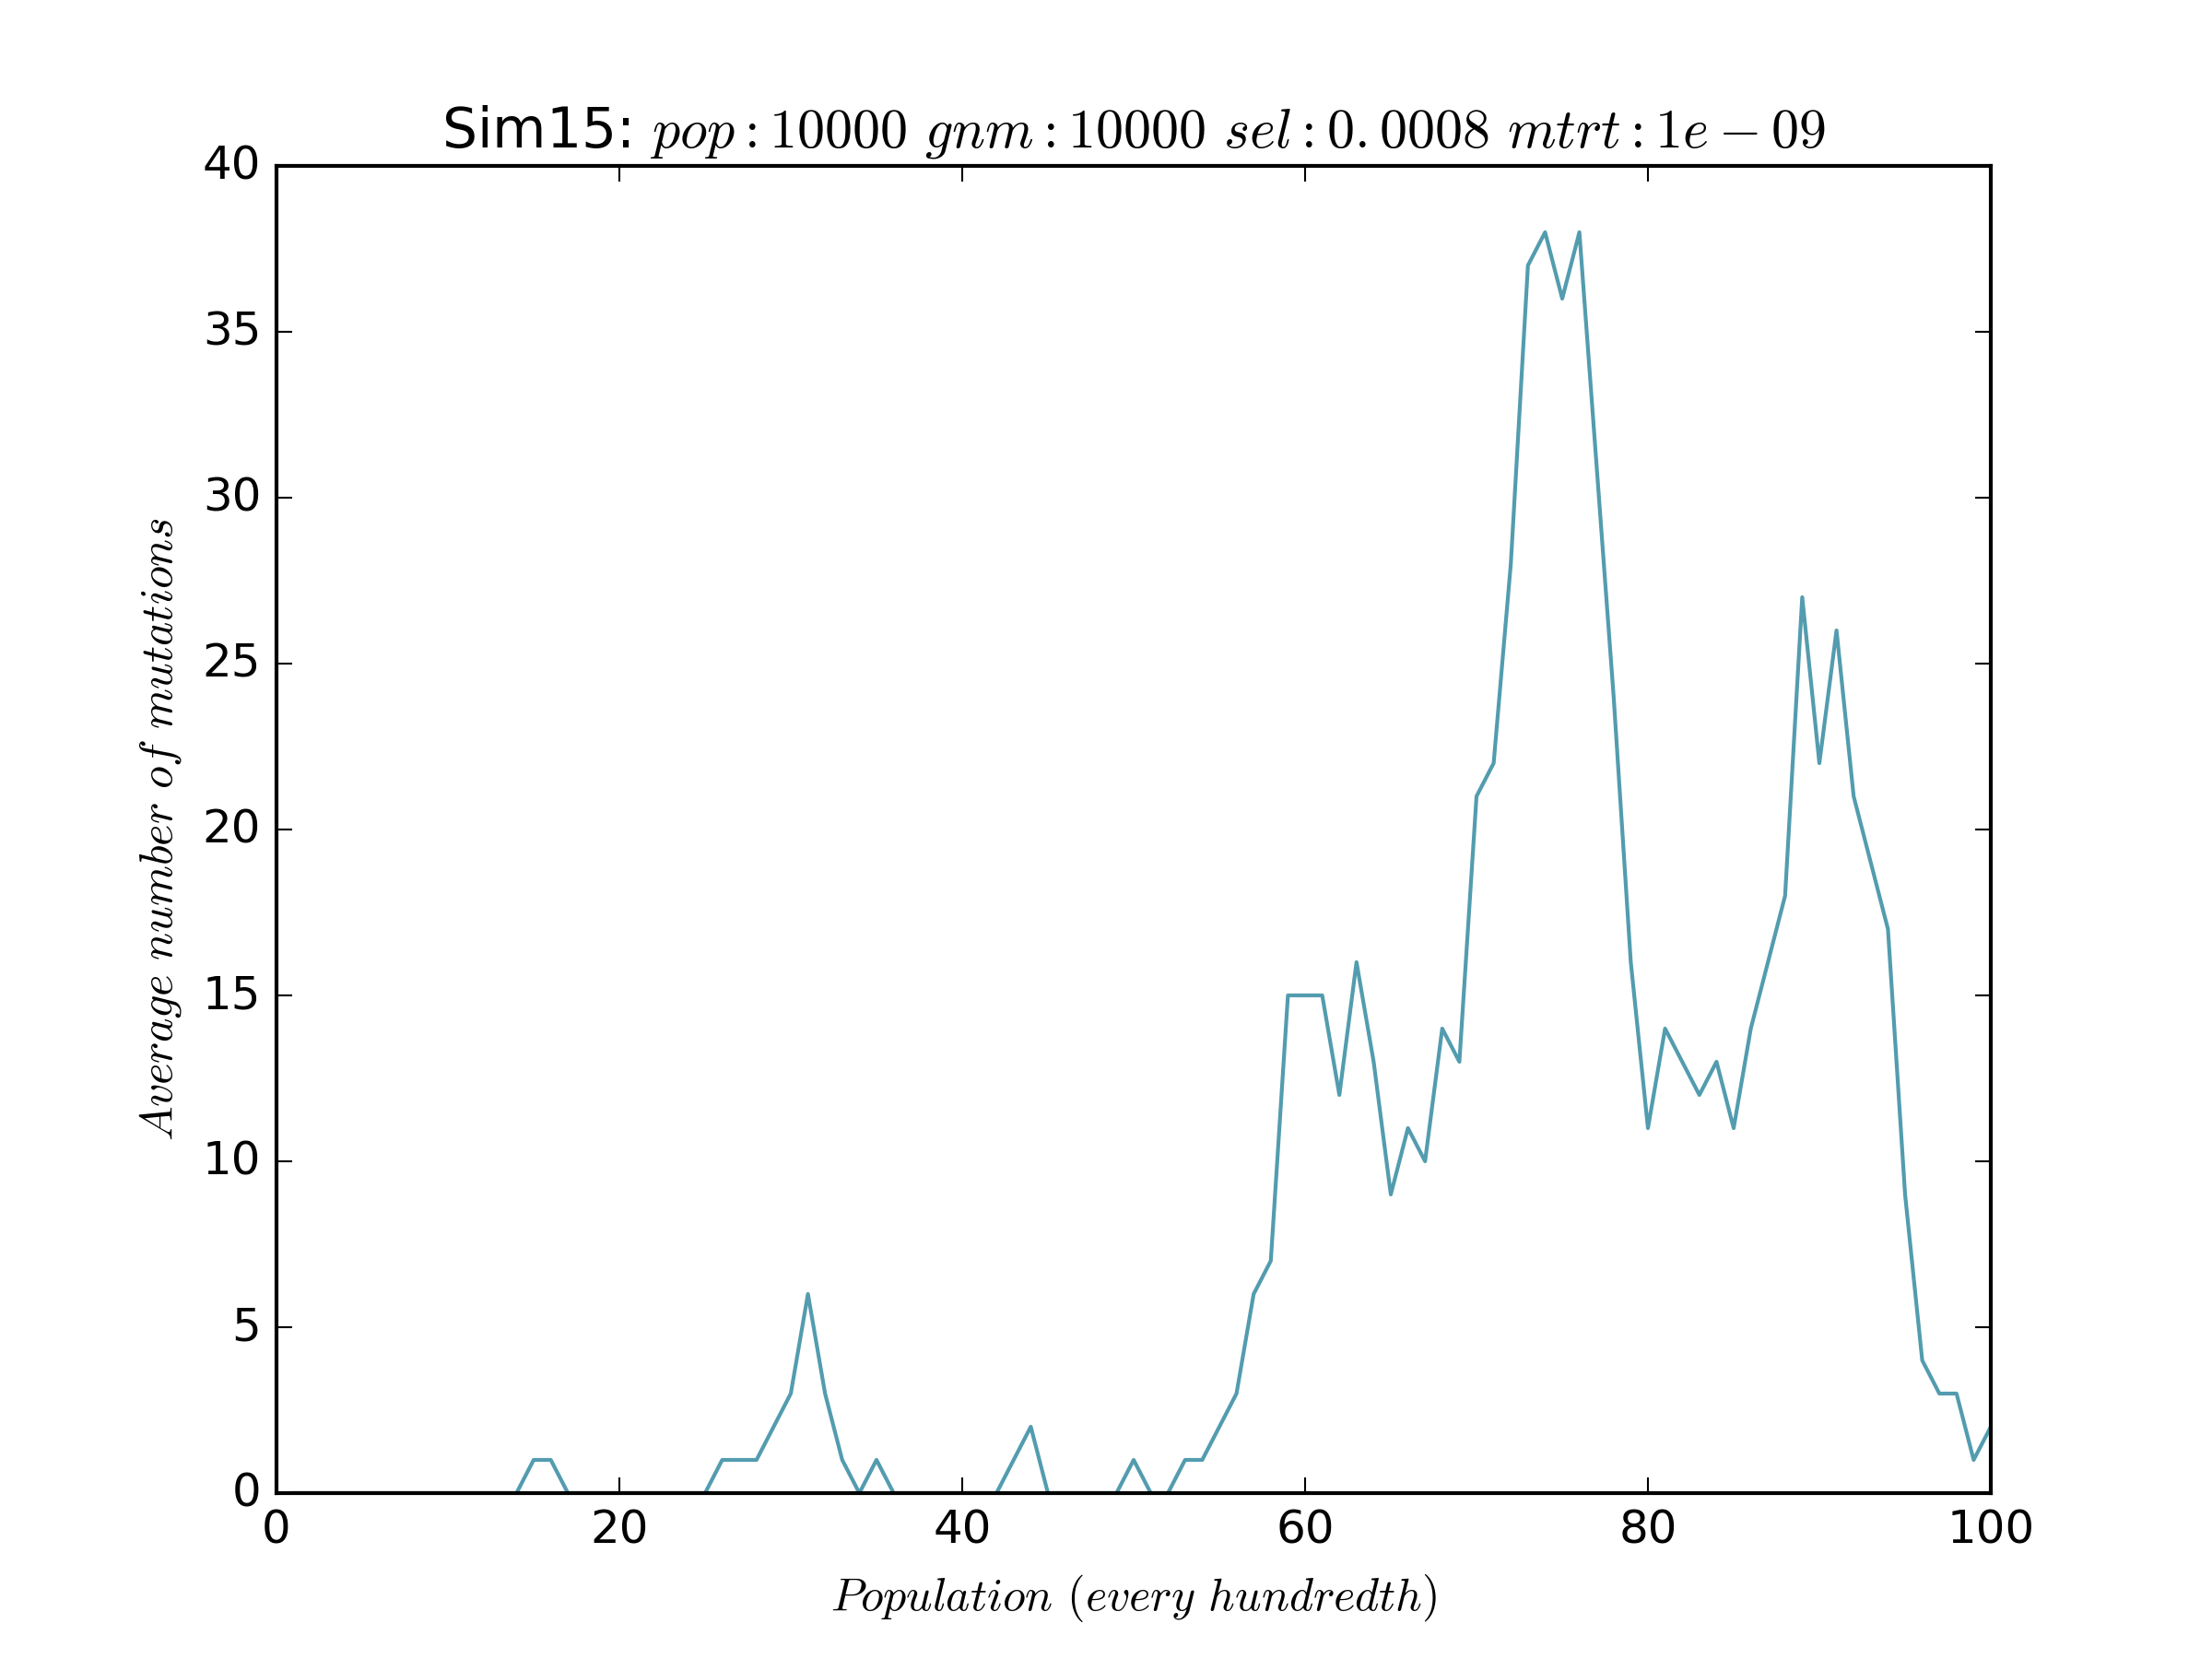 Sim15: pop : 10000 gnm : 10000 sel : 0.0008 mtrt : 1e − 09
40
35
30
25
20
15
10
5
0
0 20 40 60 80 100
Average number of mutations
Population (every hundredth)